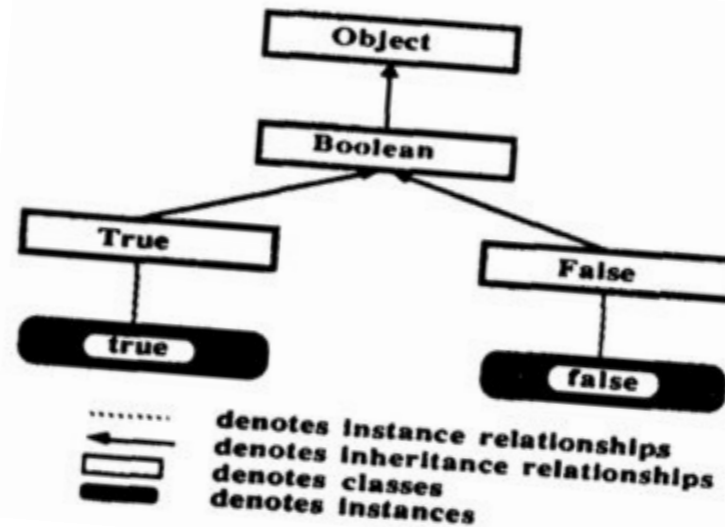 Object
Boolean
True
False
true
false
denotes instance relationships
denotes inheritance relationships
denotes classes
denotes instances